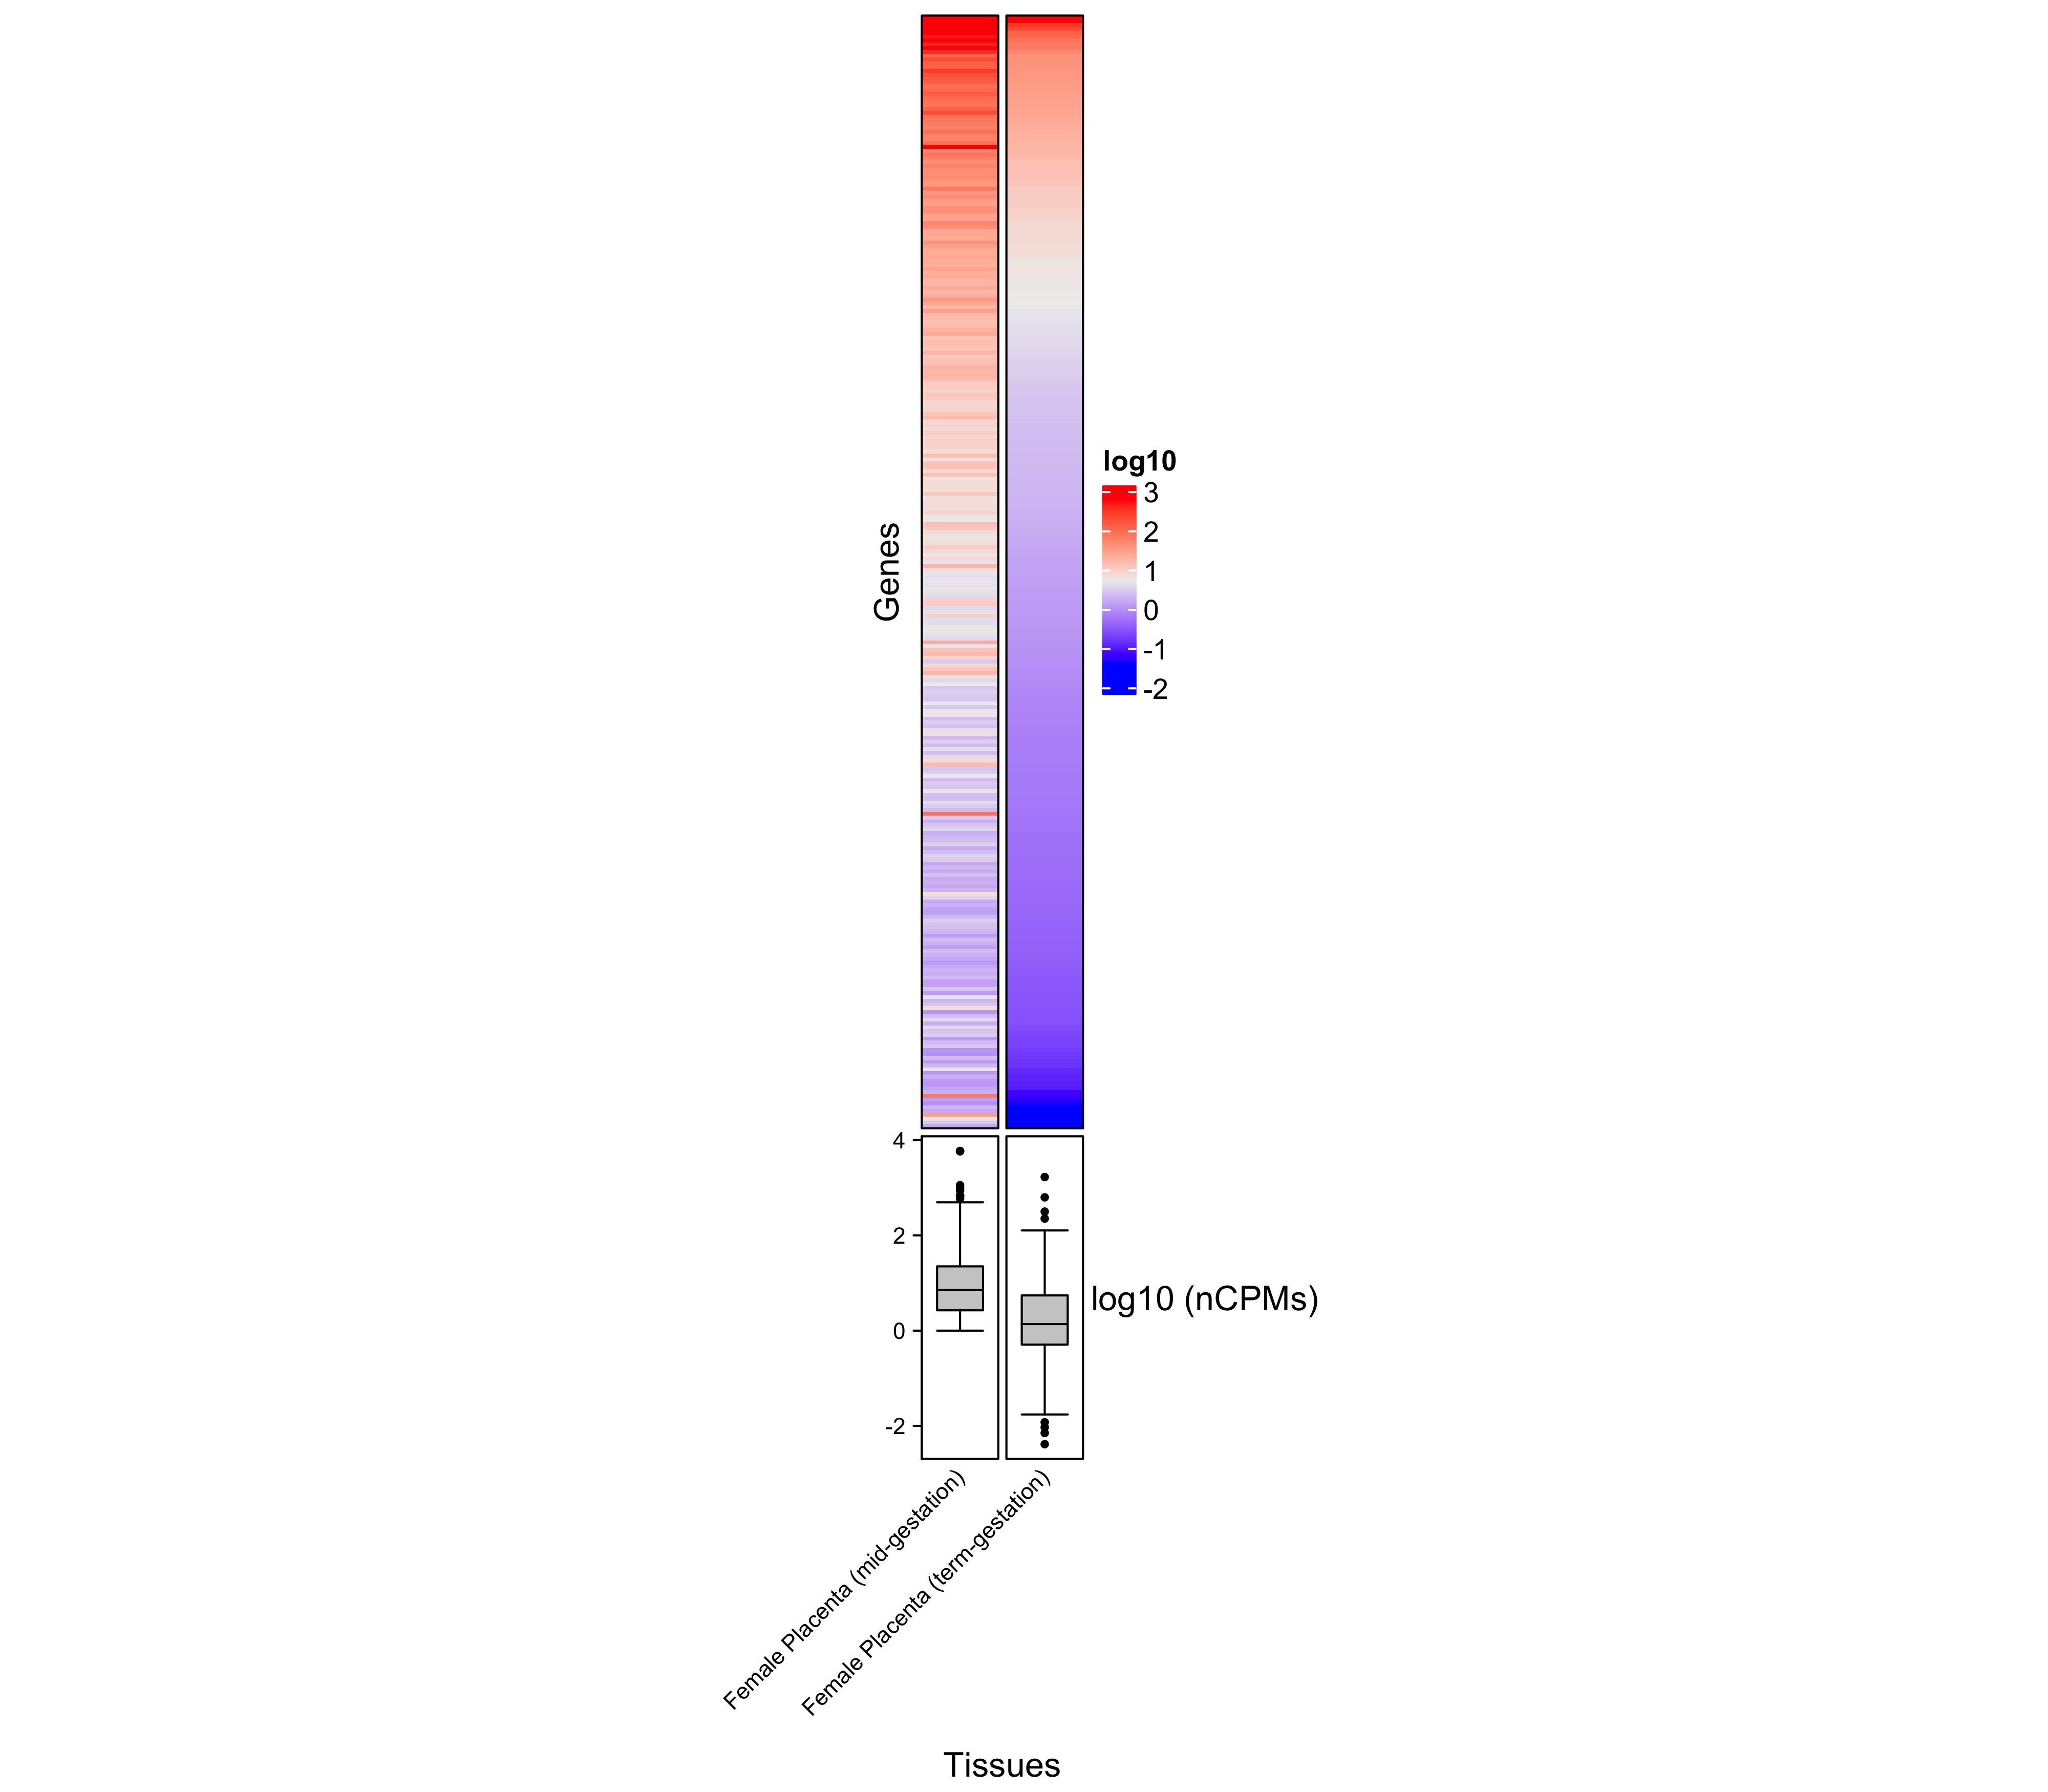 Genes
log10
3
2
1
0
-1
-2
4
2
0
-2
log10 (nCPMs)
Female Placenta (mid-gestation)
Female Placenta (term-gestation)
Tissues